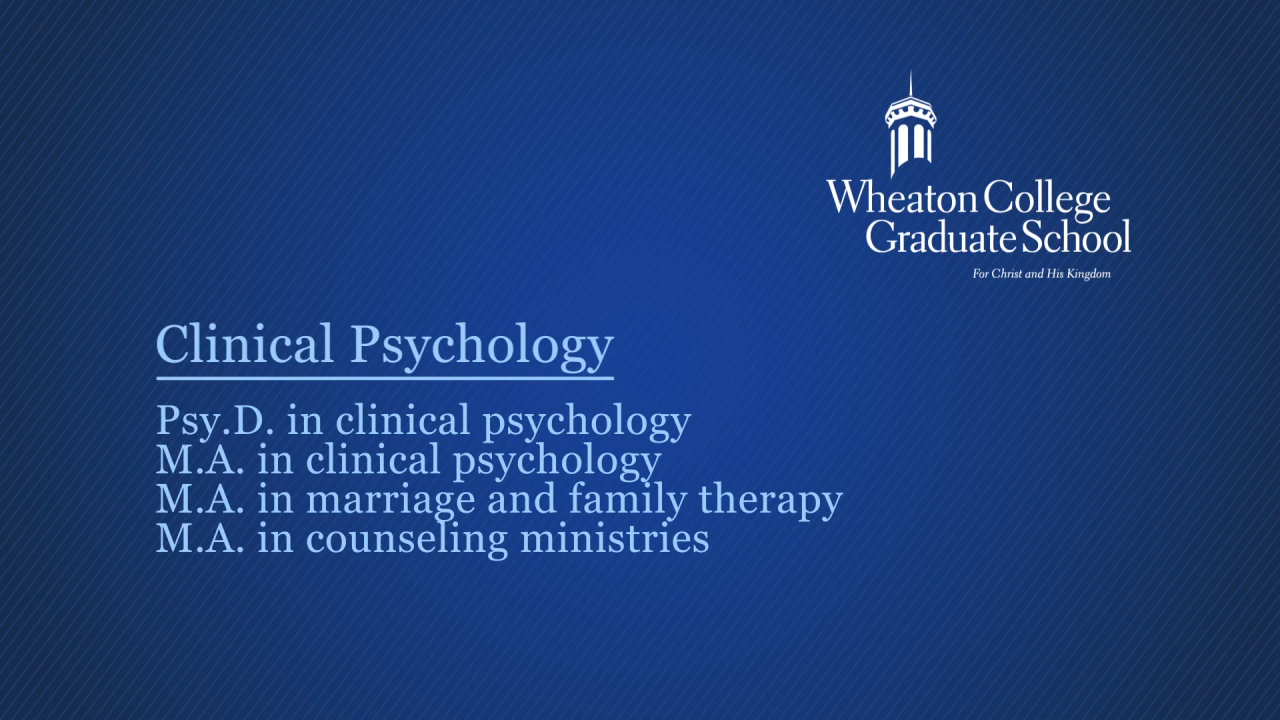 Wheaton College
Graduate School
For Christ and His Kingdom
Clinical Psychology
Psy.D. in clinical psychology
M.A. in clinical psychology
M.A. in marriage and family therapy
M.A. in counseling ministries